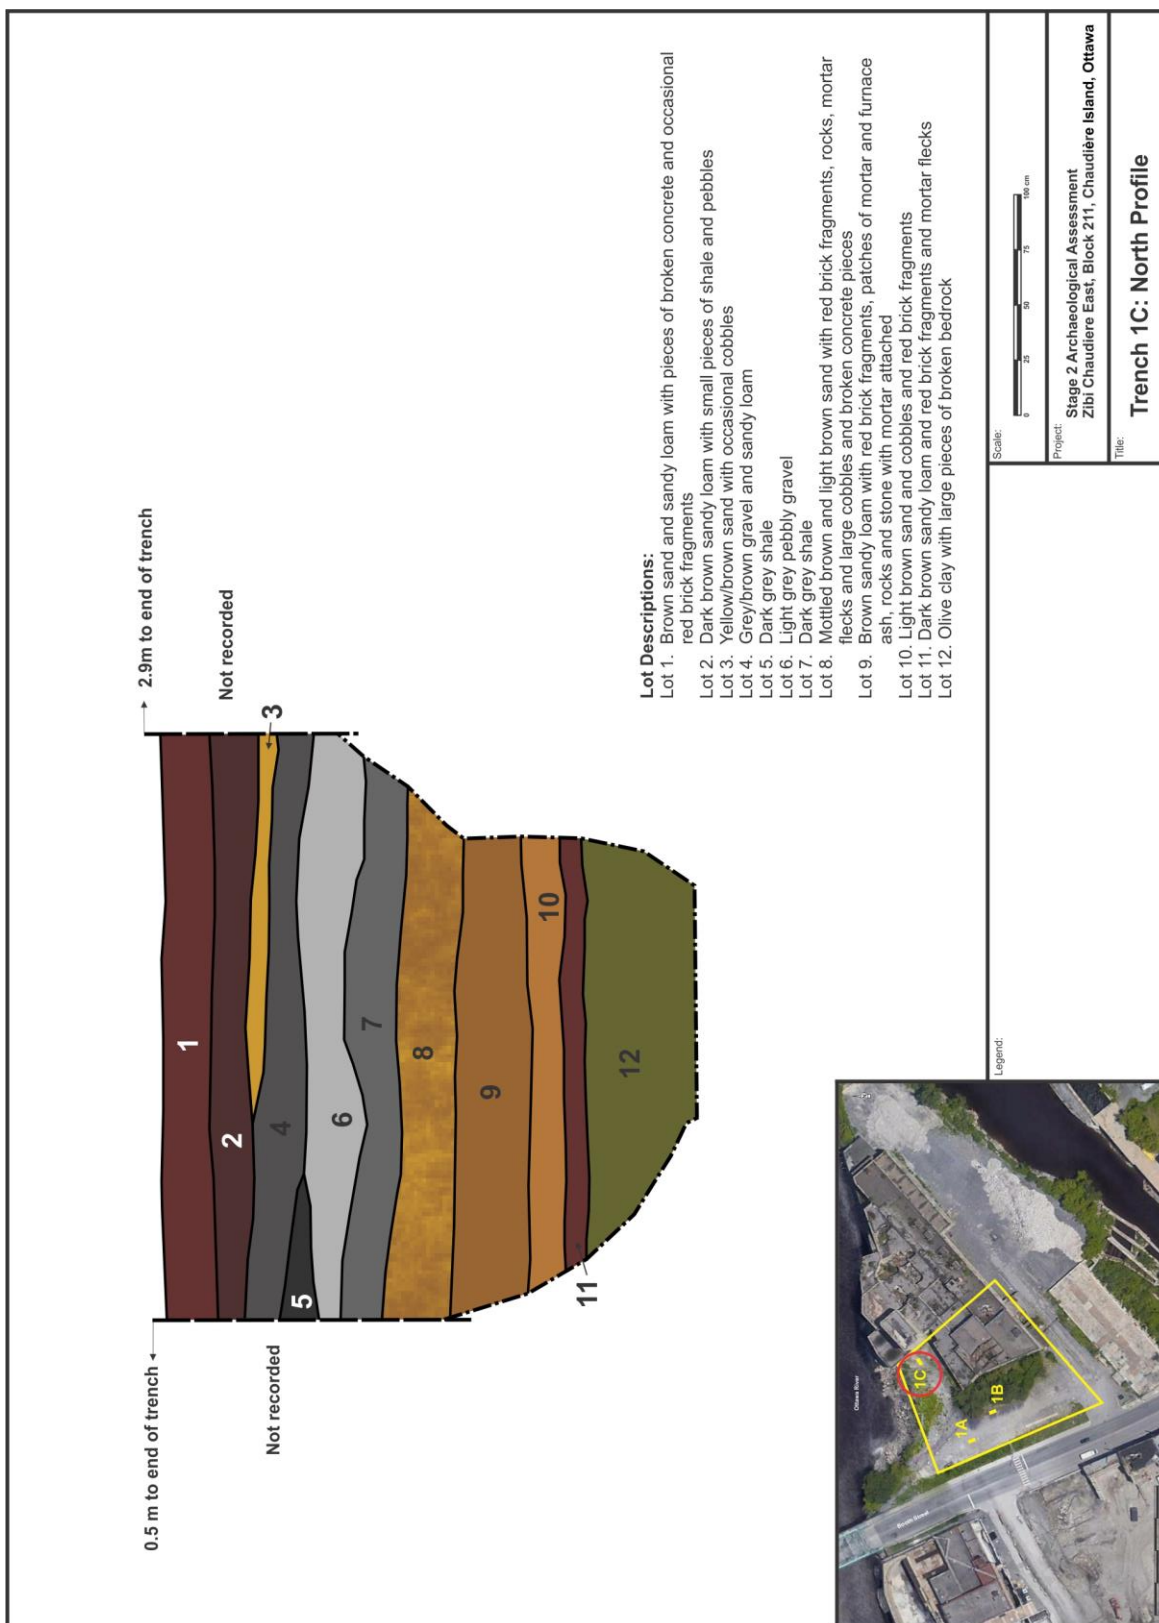 0.5 m to end of trench
2.9m to end of trench
Not recorded
Not recorded
1
2
3
4
5
6
7
8
9
10
11
12
Lot Descriptions:
Lot 1. Brown sand and sandy loam with pieces of broken concrete and occasional
red brick fragments
Lot 2. Dark brown sandy loam with small pieces of shale and pebbles
Lot 3. Yellow/brown sand with occasional cobbles
Lot 4. Grey/brown gravel and sandy loam
Lot 5. Dark grey shale
Lot 6. Light grey pebbly gravel
Lot 7. Dark grey shale
Lot 8. Mottled brown and light brown sand with red brick fragments, rocks, mortar
flecks and large cobbles and broken concrete pieces
Lot 9. Brown sandy loam with red brick fragments, patches of mortar and furnace
ash, rocks and stone with mortar attached
Lot 10. Light brown sand and cobbles and red brick fragments
Lot 11. Dark brown sandy loam and red brick fragments and mortar flecks
Lot 12. Olive clay with large pieces of broken bedrock
Ottawa River
1C
1A
1B
Booth Street
Legend:
Scale:
0 25 50 75 100 cm
Project:
Stage 2 Archaeological Assessment
Zibi Chaudiere East, Block 211, Chaudière Island, Ottawa
Title:
Trench 1C: North Profile